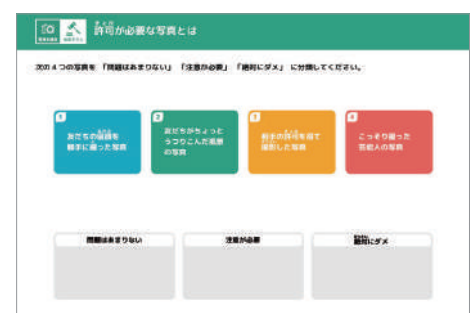 許可が必要な写真とは
次の4つの写真を 「問題はあまりない」 「注意が必要」 「絶対にダメ」 に分類してください。
1
友だちの寝顔を
勝手に撮った写真
2
友だちがちょっと
うつりこんだ風景
の写真
3
相手の許可を得て
撮影した写真
4
こっそり撮った
芸能人の写真
問題はあまりない
注意が必要
絶対にダメ